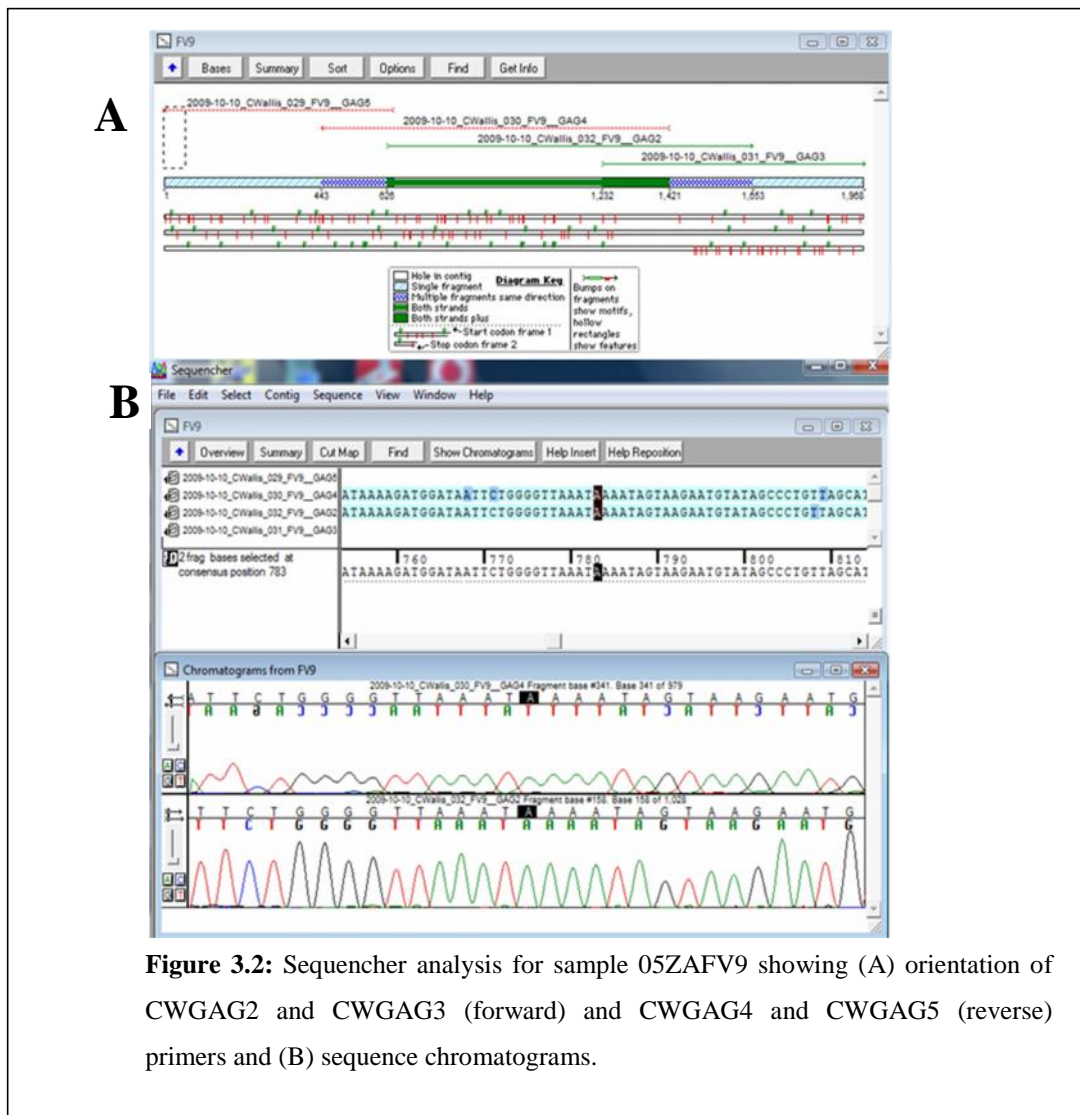 FV9
Bases Summary Sort Options Find Get Info
A
2009-10-10_CWallis_029_FV9__GAG5
2009-10-10_CWallis_030_FV9__GAG4
2009-10-10_CWallis_032_FV9__GAG2
2009-10-10_CWallis_031_FV9__GAG3
1 443 626 1,232 1,421 1,653 1,968
Hole in contig
Single fragment
Multiple fragments same direction
Both strands
Both strands plus
Start codon frame 1
Stop codon frame 2
Diagram Key
Bumps on
fragments
show motifs,
hollow
rectangles
show features
Sequencher
B
File Edit Select Contig Sequence View Window Help
FV9
Overview Summary Cut Map Find Show Chromatograms Help Insert Help Reposition
2009-10-10_CWallis_029_FV9__GAG5
2009-10-10_CWallis_030_FV9__GAG4 ATAAAAGATGGATAATTCTGGGGTTAAATAAAATAGTAAGAATGTATAGCCCTGTTAGCAT
2009-10-10_CWallis_032_FV9__GAG2 ATAAAAGATGGATAATTCTGGGGTTAAATAAAATAGTAAGAATGTATAGCCCTGTTAGCAT
2009-10-10_CWallis_031_FV9__GAG3
2 frag bases selected at
consensus position 783
760 770 780 790 800 810
ATAAAAGATGGATAATTCTGGGGTTAAATAAAATAGTAAGAATGTATAGCCCTGTTAGCAT
Chromatograms from FV9
2009-10-10_CWallis_030_FV9__GAG4 Fragment base #341. Base 341 of 979
A T T C T G G G G T T A A A T A A A A T A G T A A G A A T G
T A A G A C C C C A A T T T A T T T T A T C A T T C T T A C
A C
G T
2009-10-10_CWallis_032_FV9__GAG2 Fragment base #158. Base 158 of 1,028
T T C T G G G G T T A A A T A A A A T A G T A A G A A T G
T T C T G G G G T T A A A T A A A A T A G T A A G A A T G
A C
G T
Figure 3.2: Sequencher analysis for sample 05ZAFV9 showing (A) orientation of
CWGAG2 and CWGAG3 (forward) and CWGAG4 and CWGAG5 (reverse)
primers and (B) sequence chromatograms.